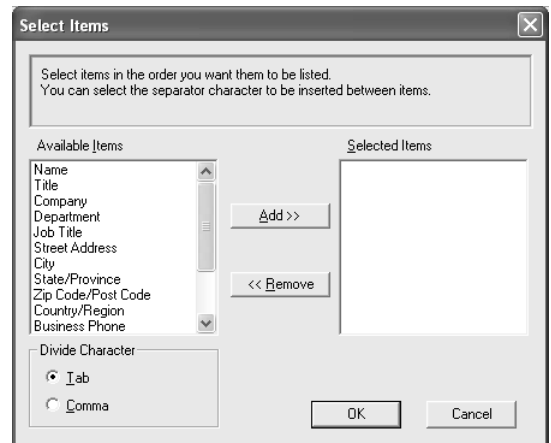 Select Items
Select items in the order you want them to be listed.
You can select the separator character to be inserted between items.
Available Items
Selected Items
Name
Title
Company
Department
Job Title
Street Address
City
State/Province
Zip Code/Post Code
Country/Region
Business Phone
Add >>
<< Remove
Divide Character
Tab
Comma
OK
Cancel